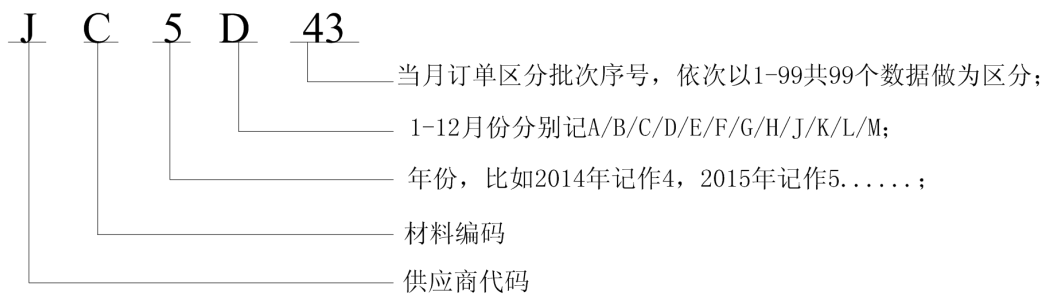 J C 5 D 43
当月订单区分批次序号，依次以1-99共99个数据做为区分；
1-12月份分别记A/B/C/D/E/F/G/H/J/K/L/M；
年份，比如2014年记作4，2015年记作5......；
材料编码
供应商代码